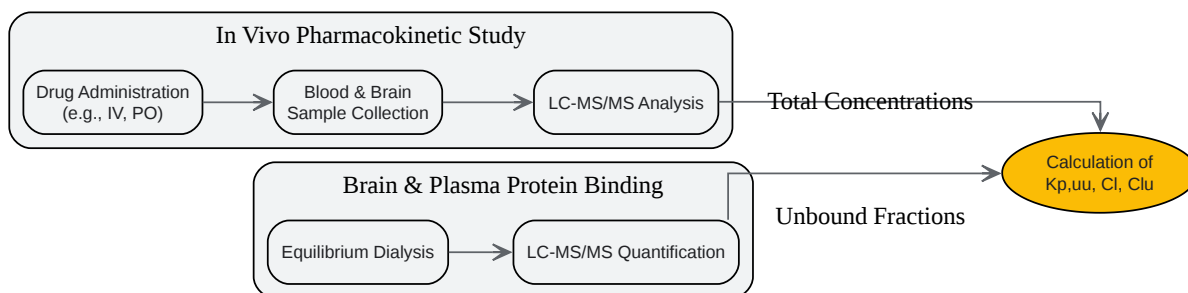 In Vivo Pharmacokinetic Study
Drug Administration
(e.g., IV, PO)
Blood & Brain
Sample Collection
LC-MS/MS Analysis
Total Concentrations
Calculation of
Kp,uu, Cl, Clu
Brain & Plasma Protein Binding
Equilibrium Dialysis
LC-MS/MS Quantification
Unbound Fractions